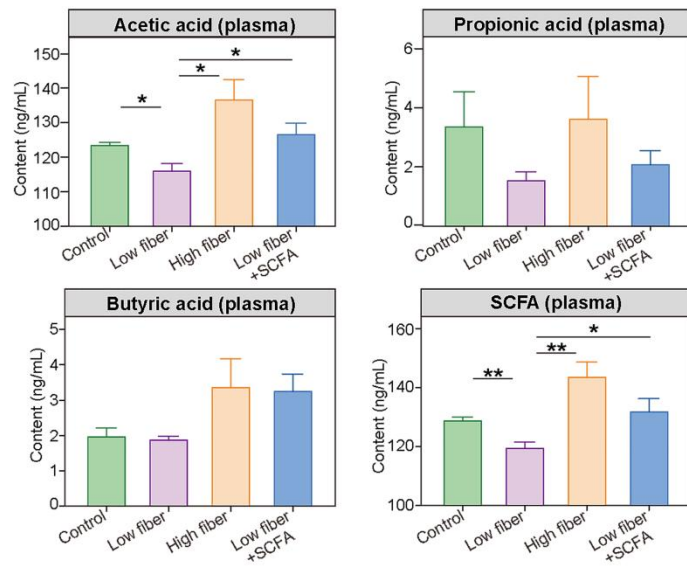 Acetic acid (plasma)
Content (ng/mL)
150
140
130
120
110
100
*
*
*
Control
Low fiber
High fiber
Low fiber
+SCFA
Propionic acid (plasma)
Content (ng/mL)
6
4
2
0
Control
Low fiber
High fiber
Low fiber
+SCFA
Butyric acid (plasma)
Content (ng/mL)
5
4
3
2
1
0
Control
Low fiber
High fiber
Low fiber
+SCFA
SCFA (plasma)
Content (ng/mL)
160
140
120
100
**
**
*
Control
Low fiber
High fiber
Low fiber
+SCFA